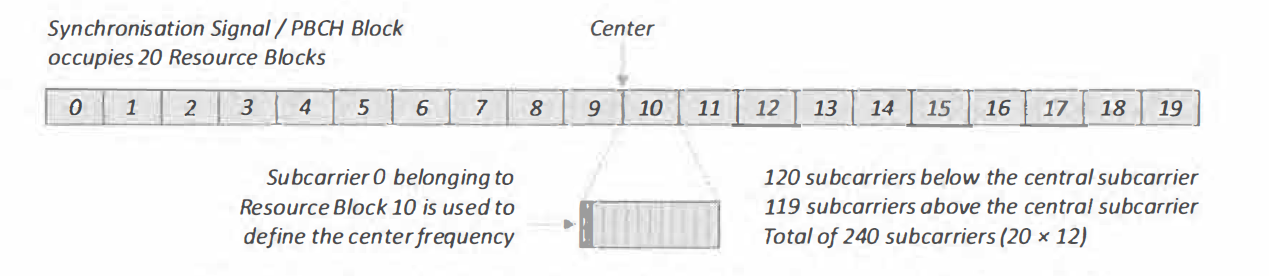 Synchronisation Signal / PBCH Block
occupies 20 Resource Blocks
Center
0 1 2 3 4 5 6 7 8 9 10 11 12 13 14 15 16 17 18 19
Subcarrier 0 belonging to
Resource Block 10 is used to
define the center frequency
120 subcarriers below the central subcarrier
119 subcarriers above the central subcarrier
Total of 240 subcarriers (20 × 12)